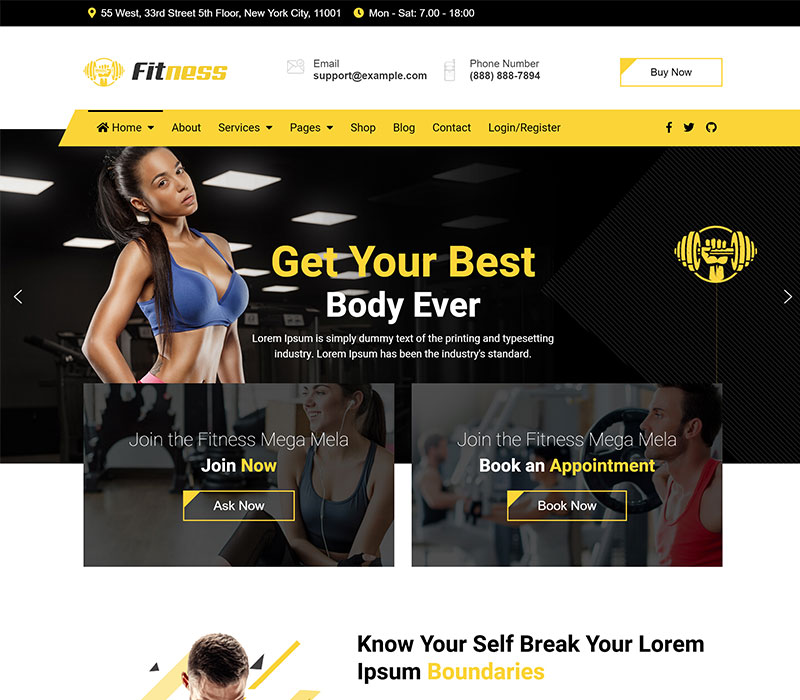 55 West, 33rd Street 5th Floor, New York City, 11001 Mon - Sat: 7.00 - 18:00
Fitness
Email
support@example.com
Phone Number
(888) 888-7894
Buy Now
Home About Services Pages Shop Blog Contact Login/Register
Get Your Best
Body Ever
Lorem Ipsum is simply dummy text of the printing and typesetting
industry. Lorem Ipsum has been the industry's standard.
Join the Fitness Mega Mela
Join Now
Ask Now
Join the Fitness Mega Mela
Book an Appointment
Book Now
Know Your Self Break Your Lorem
Ipsum Boundaries